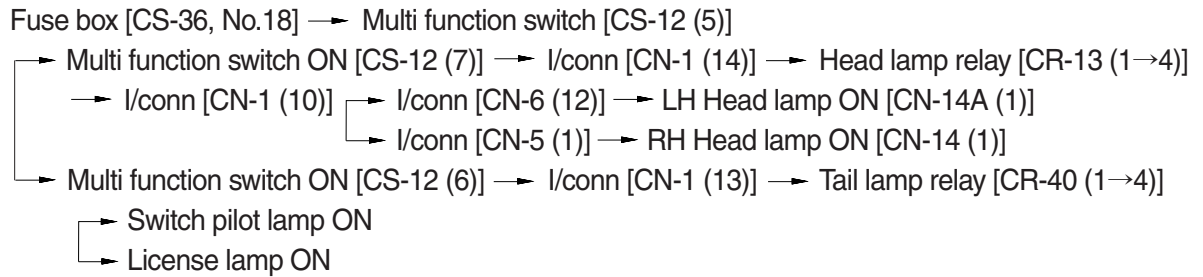 Fuse box [CS-36, No.18] → Multi function switch [CS-12 (5)]
→ Multi function switch ON [CS-12 (7)] → I/conn [CN-1 (14)] → Head lamp relay [CR-13 (1→4)]
→ I/conn [CN-1 (10)] → I/conn [CN-6 (12)] → LH Head lamp ON [CN-14A (1)]
→ I/conn [CN-5 (1)] → RH Head lamp ON [CN-14 (1)]
→ Multi function switch ON [CS-12 (6)] → I/conn [CN-1 (13)] → Tail lamp relay [CR-40 (1→4)]
→ Switch pilot lamp ON
→ License lamp ON